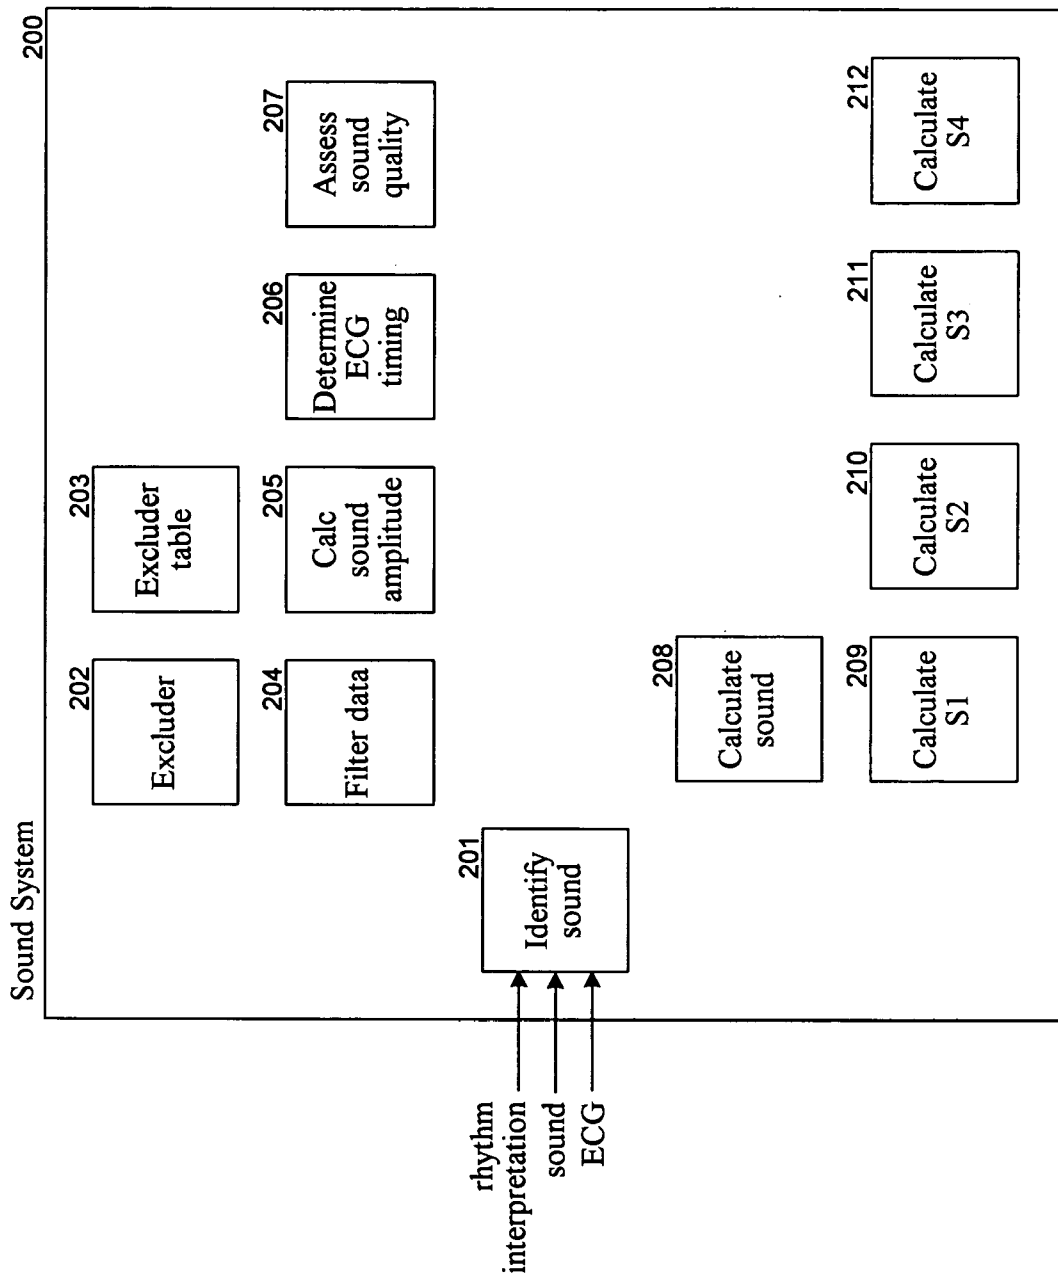 Sound System
200
202
Excluder
203
Excluder
table
204
Filter data
205
Calc
sound
amplitude
206
Determine
ECG
timing
207
Assess
sound
quality
rhythm
interpretation
sound
ECG
201
Identify
sound
208
Calculate
sound
209
Calculate
S1
210
Calculate
S2
211
Calculate
S3
212
Calculate
S4